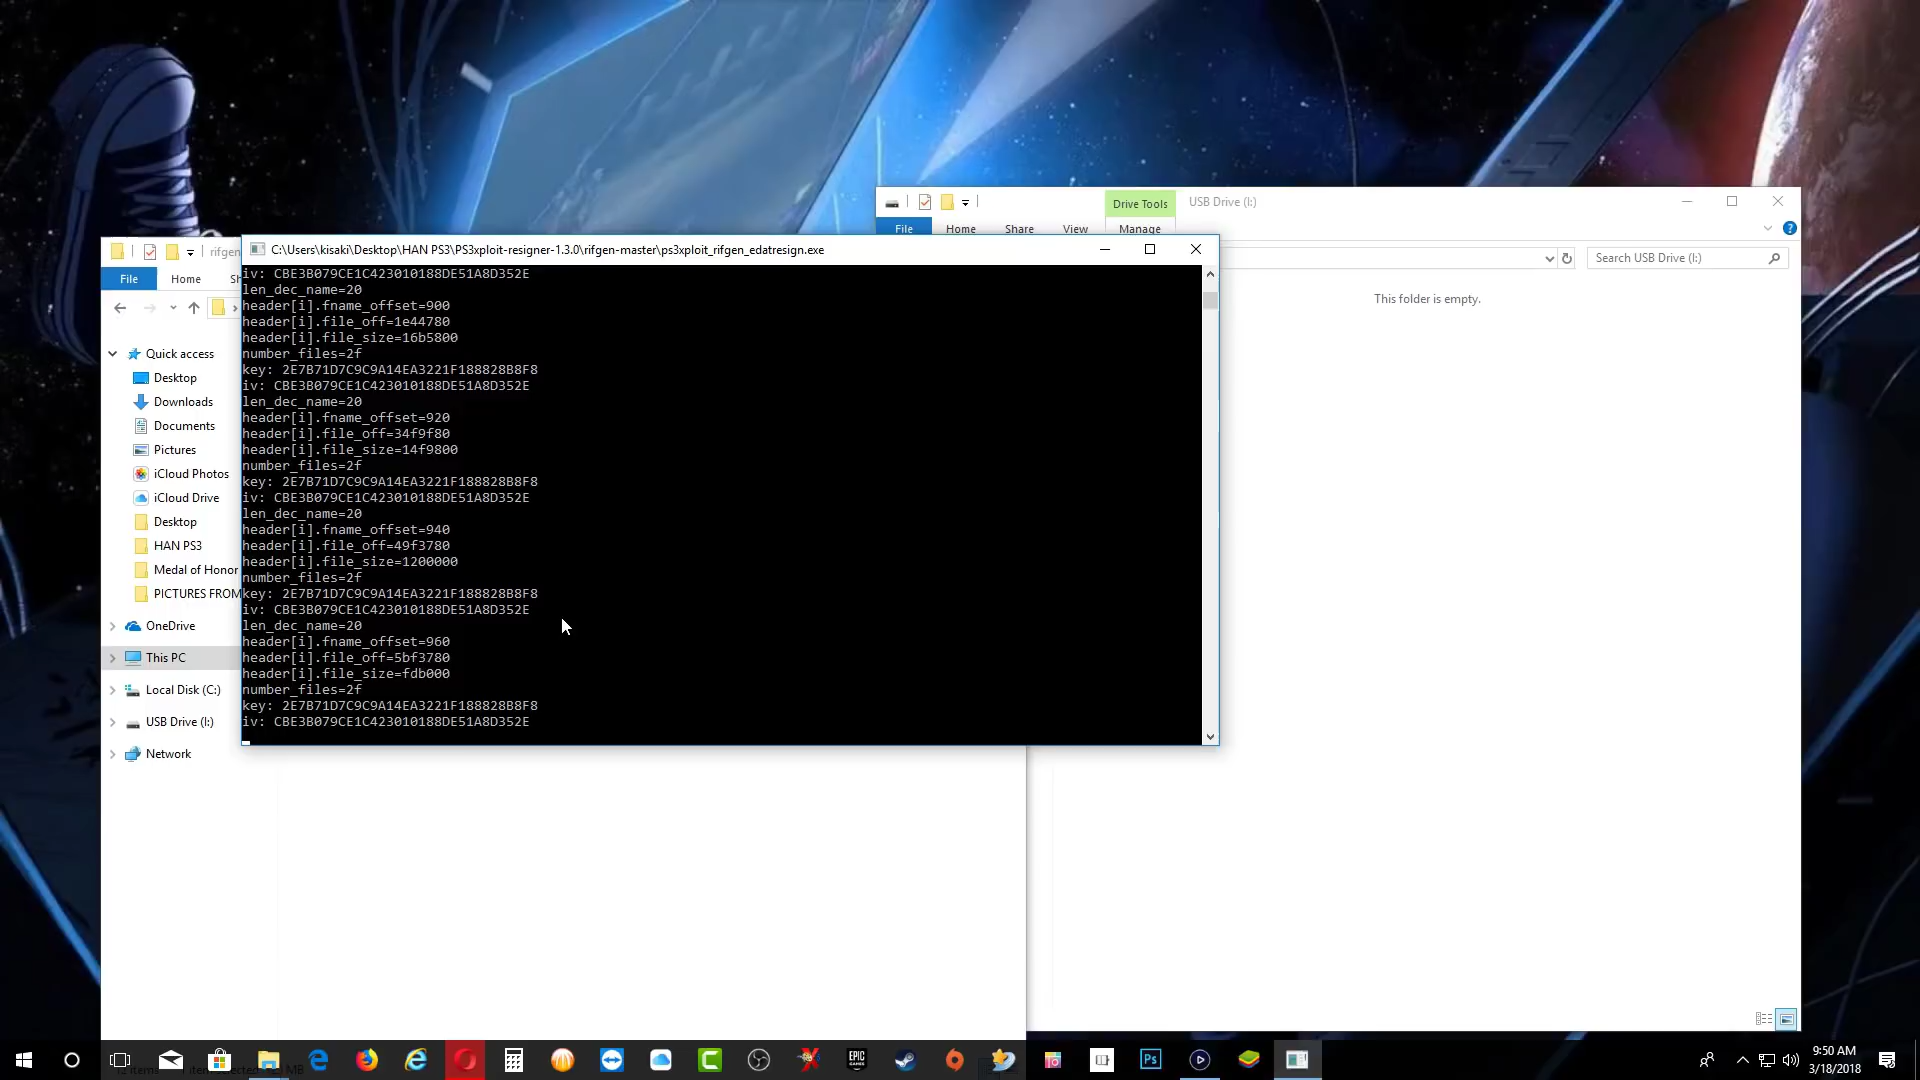 Drive Tools
USB Drive (I:)
File
Home
Share
View
Manage
Search USB Drive (I:)
This folder is empty.
rifgen
File
Home
Sh
C:\Users\kisaki\Desktop\HAN PS3\PS3xploit-resigner-1.3.0\rifgen-master\ps3xploit_rifgen_edatresign.exe
iv: CBE3B079CE1C423010188DE51A8D352E
len_dec_name=20
header[i].fname_offset=900
header[i].file_off=1e44780
header[i].file_size=16b5800
number_files=2f
key: 2E7B71D7C9C9A14EA3221F188828B8F8
iv: CBE3B079CE1C423010188DE51A8D352E
len_dec_name=20
header[i].fname_offset=920
header[i].file_off=34f9f80
header[i].file_size=14f9800
number_files=2f
key: 2E7B71D7C9C9A14EA3221F188828B8F8
iv: CBE3B079CE1C423010188DE51A8D352E
len_dec_name=20
header[i].fname_offset=940
header[i].file_off=49f3780
header[i].file_size=1200000
number_files=2f
key: 2E7B71D7C9C9A14EA3221F188828B8F8
iv: CBE3B079CE1C423010188DE51A8D352E
len_dec_name=20
header[i].fname_offset=960
header[i].file_off=5bf3780
header[i].file_size=fdb000
number_files=2f
key: 2E7B71D7C9C9A14EA3221F188828B8F8
iv: CBE3B079CE1C423010188DE51A8D352E
Quick access
Desktop
Downloads
Documents
Pictures
iCloud Photos
iCloud Drive
Desktop
HAN PS3
Medal of Honor
PICTURES FROM
OneDrive
This PC
Local Disk (C:)
USB Drive (I:)
Network
EPIC
GAMES
Ps
9:50 AM
3/18/2018